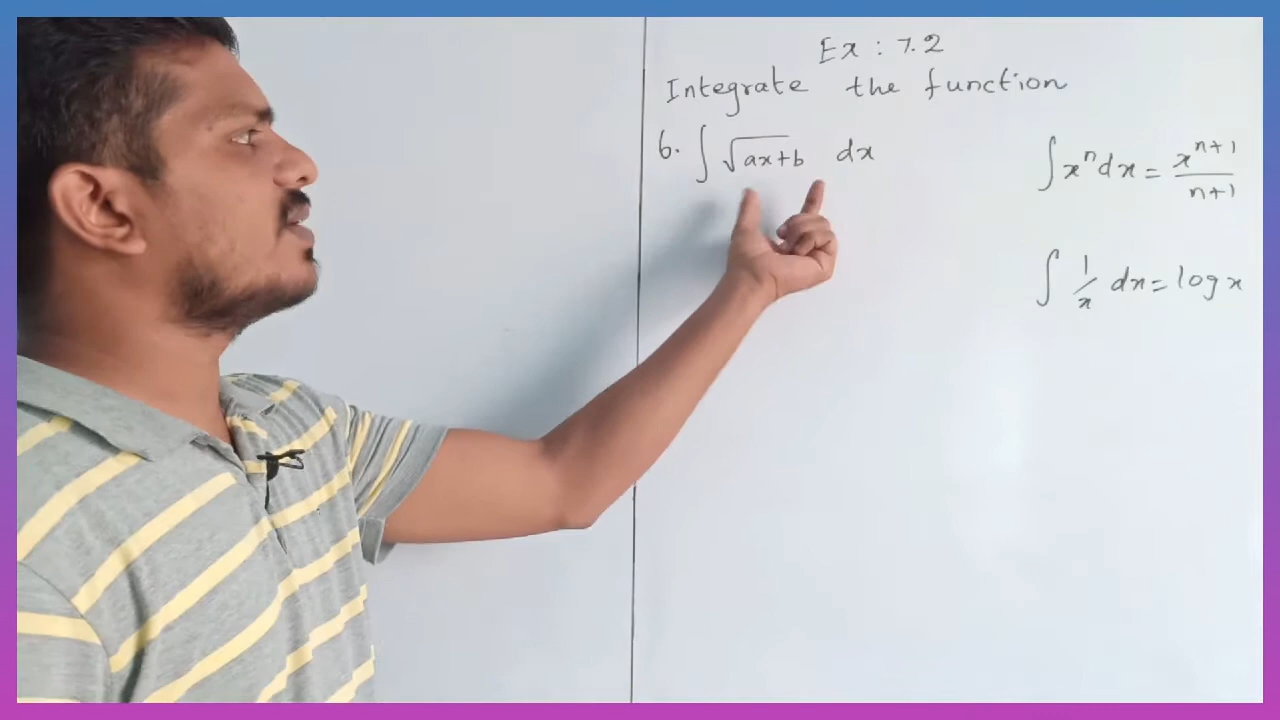 Ex : 7.2
Integrate the function
6. ∫ √ax+b dx
∫ xⁿ dx = xⁿ⁺¹/n+1
∫ 1/x dx = log x